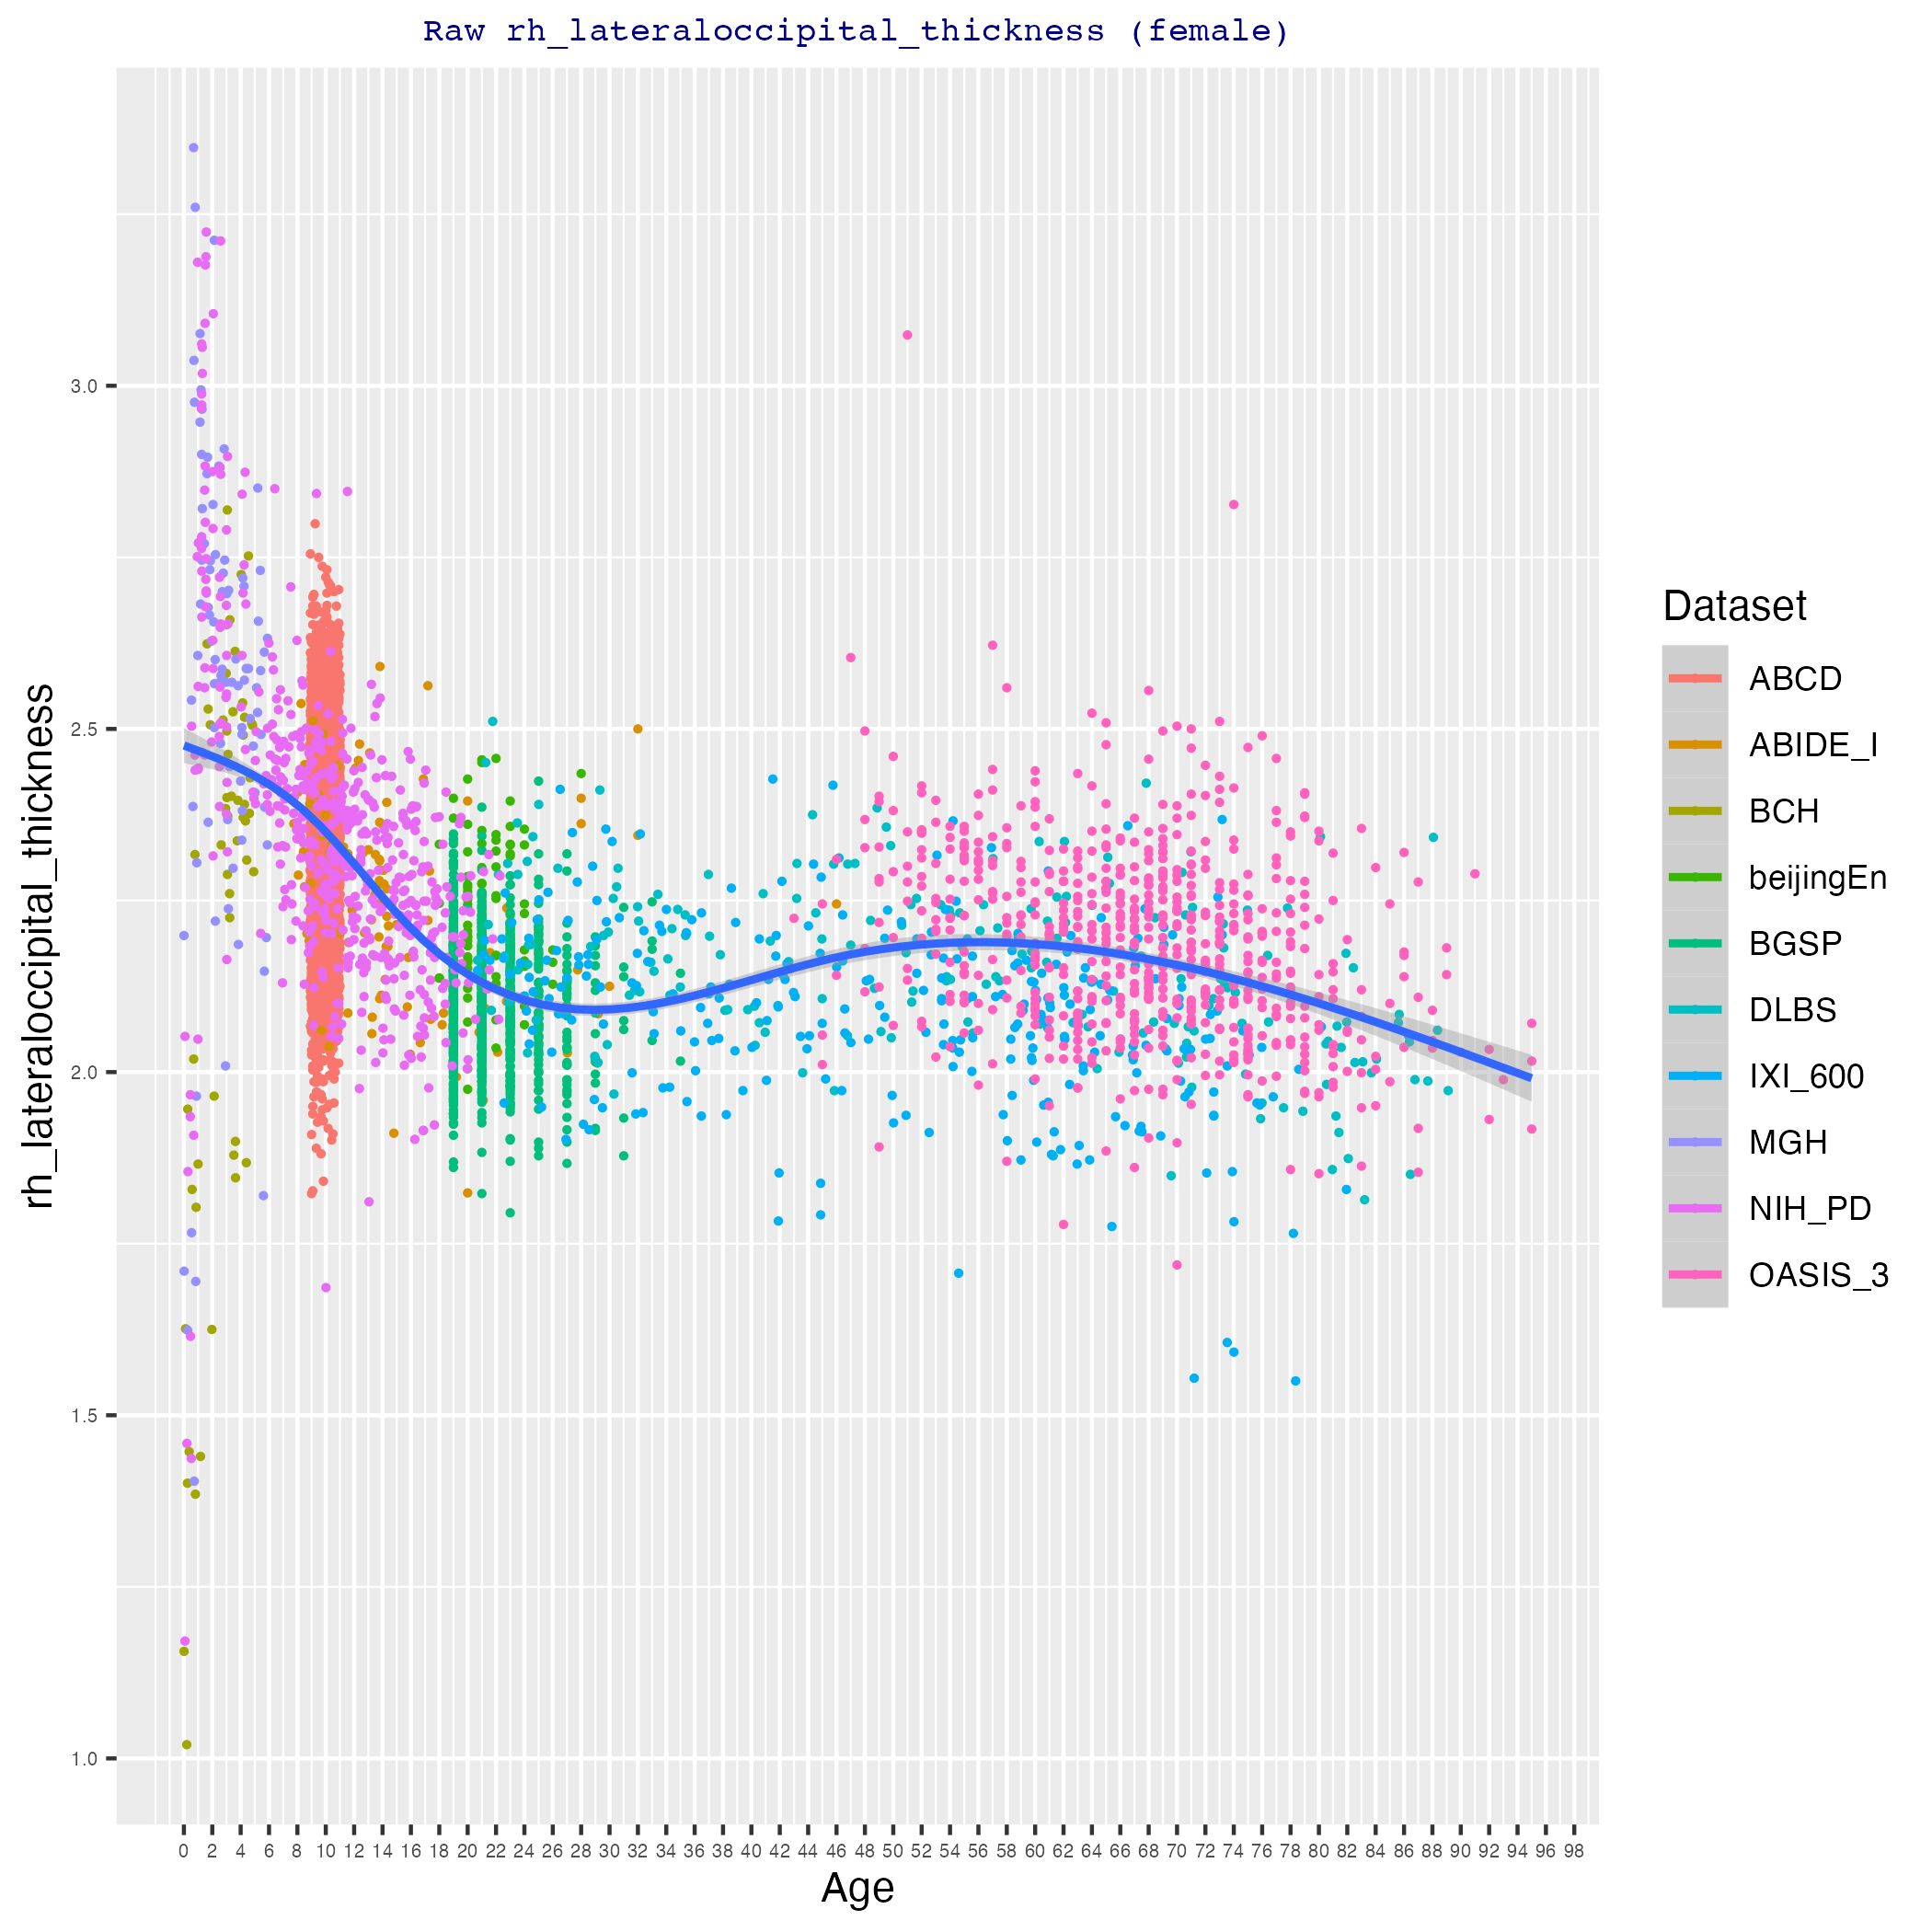 Raw rh_lateraloccipital_thickness (female)
rh_lateraloccipital_thickness
3.0
2.5
2.0
1.5
1.0
0 2 4 6 8 10 12 14 16 18 20 22 24 26 28 30 32 34 36 38 40 42 44 46 48 50 52 54 56 58 60 62 64 66 68 70 72 74 76 78 80 82 84 86 88 90 92 94 96 98
Age
Dataset
ABCD
ABIDE_I
BCH
beijingEn
BGSP
DLBS
IXI_600
MGH
NIH_PD
OASIS_3